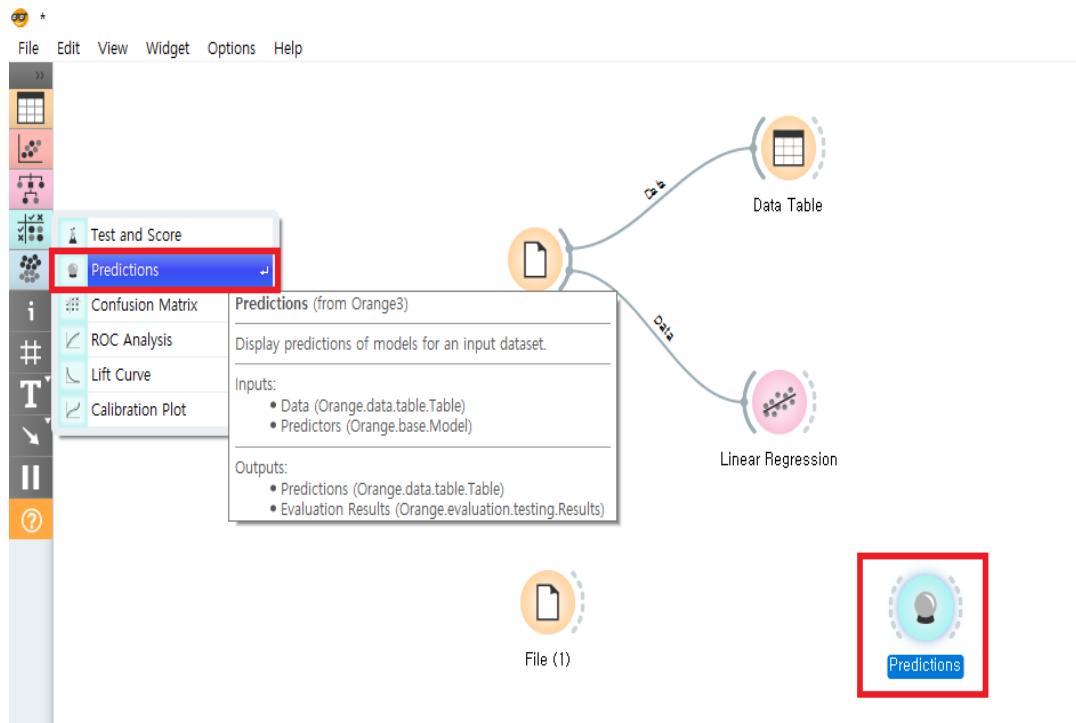 *
File Edit View Widget Options Help
»
Test and Score
Predictions
Confusion Matrix
ROC Analysis
Lift Curve
Calibration Plot
Predictions (from Orange3)
Display predictions of models for an input dataset.
Inputs:
• Data (Orange.data.table.Table)
• Predictors (Orange.base.Model)
Outputs:
• Predictions (Orange.data.table.Table)
• Evaluation Results (Orange.evaluation.testing.Results)
i
#
T
?
Data
Data Table
Data
Linear Regression
File (1)
Predictions